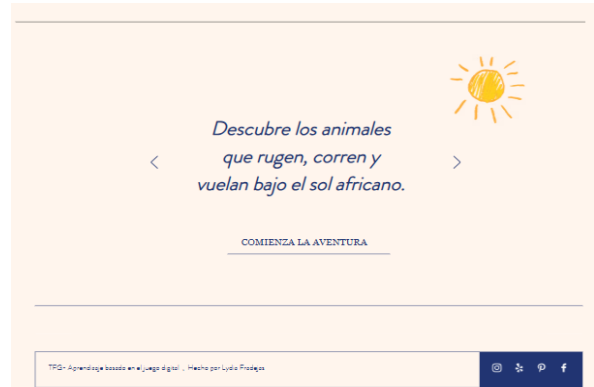 Descubre los animales
que rugen, corren y
vuelan bajo el sol africano.
COMIENZA LA AVENTURA
TFG- Aprendizaje basado en el juego digital , Hecho por Lydia